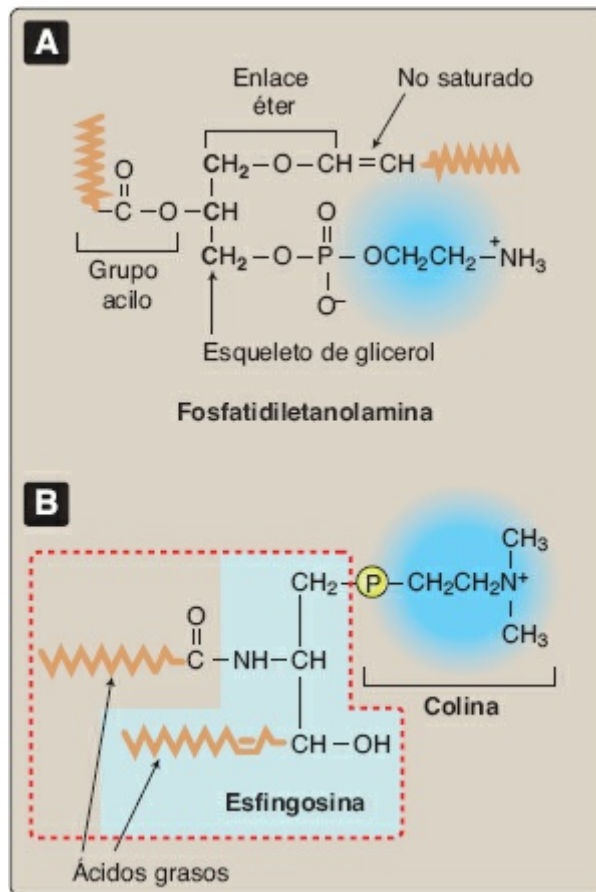 A
No saturado
Enlace
éter
CH₂–O–CH=CH
O
–C–O–CH
O
Grupo
acilo
CH₂–O–P–OCH₂CH₂–⁺NH₃
O⁻
Esqueleto de glicerol
Fosfatidiletanolamina
B
CH₃
CH₂–P–CH₂CH₂N⁺
O
CH₃
C–NH–CH
Colina
CH–OH
Esfingosina
Ácidos grasos